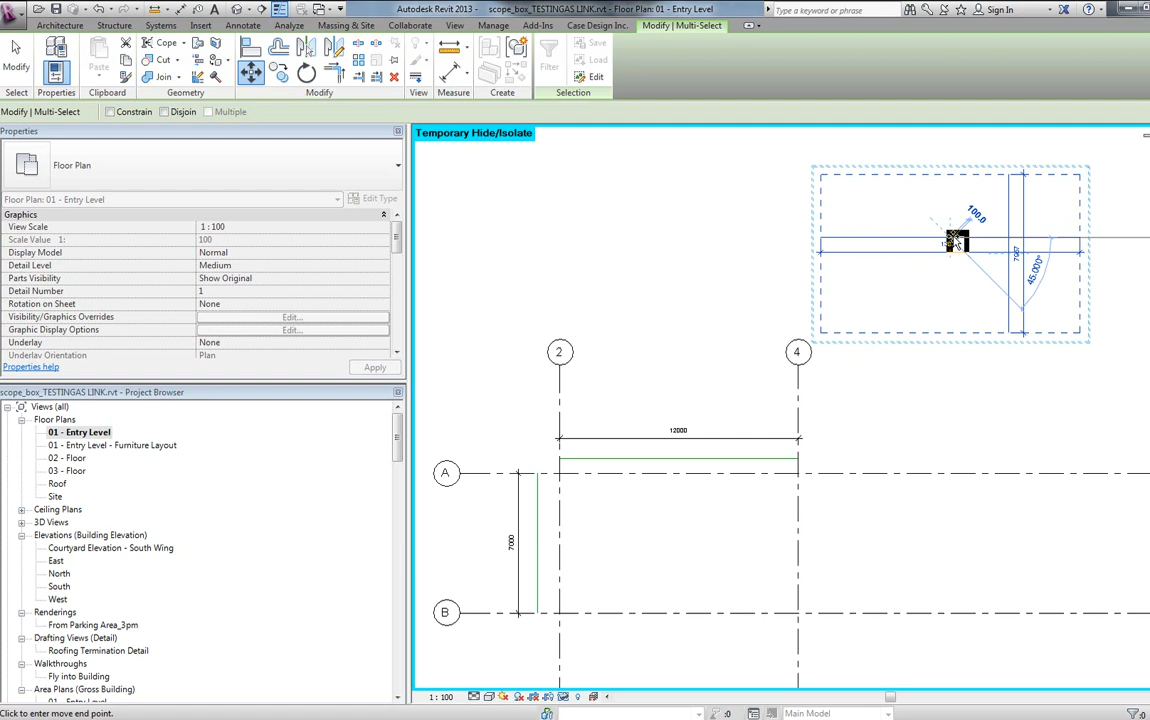 Autodesk Revit 2013 - scope_box_TESTINGAS LINK.rvt - Floor Plan: 01 - Entry Level
Type a keyword or phrase
Sign In
Architecture Structure Systems Insert Annotate Analyze Massing & Site Collaborate View Manage Add-Ins Case Design Inc. Modify | Multi-Select
Modify
Paste
Cope
Cut
Join
Filter
Save
Load
Edit
Select Properties Clipboard Geometry Modify View Measure Create Selection
Modify | Multi-Select Constrain Disjoin Multiple
Properties
Floor Plan
Floor Plan: 01 - Entry Level Edit Type
Graphics
View Scale 1 : 100
Scale Value 1: 100
Display Model Normal
Detail Level Medium
Parts Visibility Show Original
Detail Number 1
Rotation on Sheet None
Visibility/Graphics Overrides Edit...
Graphic Display Options Edit...
Underlay None
Underlay Orientation Plan
Properties help Apply
scope_box_TESTINGAS LINK.rvt - Project Browser
Views (all)
Floor Plans
01 - Entry Level
01 - Entry Level - Furniture Layout
02 - Floor
03 - Floor
Roof
Site
Ceiling Plans
3D Views
Elevations (Building Elevation)
Courtyard Elevation - South Wing
East
North
South
West
Renderings
From Parking Area_3pm
Drafting Views (Detail)
Roofing Termination Detail
Walkthroughs
Fly into Building
Area Plans (Gross Building)
01 - Entry Level
Temporary Hide/Isolate
100.0
7967
45.000°
2
4
12000
A
7000
B
1 : 100
Click to enter move end point.
:0
Main Model
:0